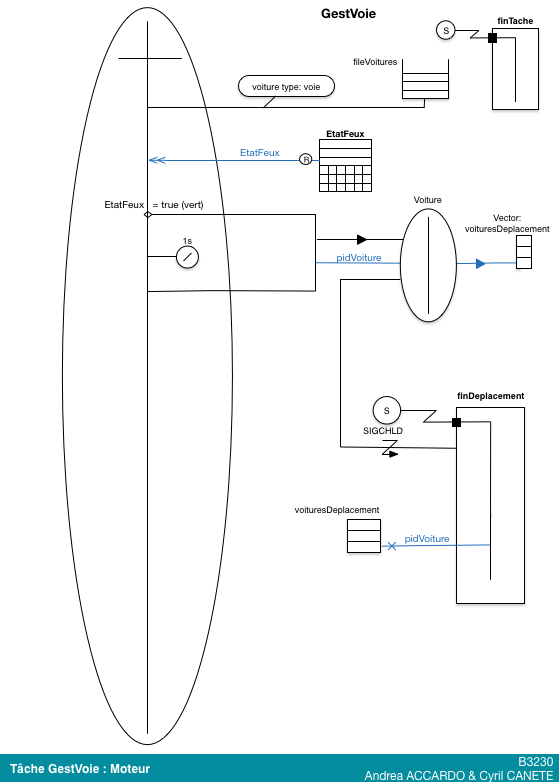 GestVoie
finTache
S
fileVoitures
voiture type: voie
EtatFeux
EtatFeux
R
EtatFeux = true (vert)
Voiture
Vector:
voituresDeplacement
1s
pidVoiture
finDeplacement
S
SIGCHLD
voituresDeplacement
pidVoiture
Tâche GestVoie : Moteur
B3230
Andrea ACCARDO & Cyril CANETE